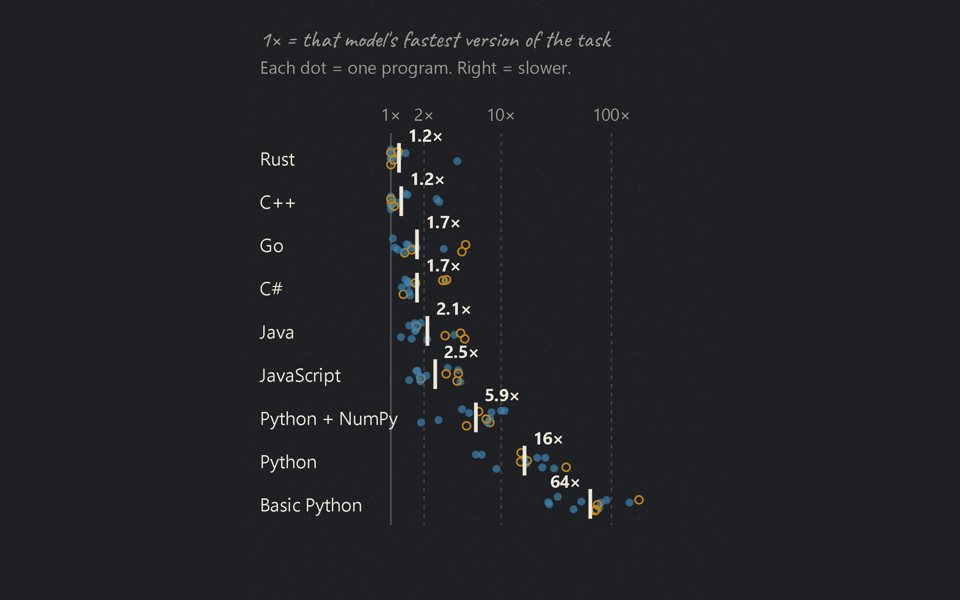 1× = that model's fastest version of the task
Each dot = one program. Right = slower.
1× 2× 10× 100×
1.2×
Rust
1.2×
C++
1.7×
Go
1.7×
C#
2.1×
Java
2.5×
JavaScript
5.9×
Python + NumPy
16×
Python
64×
Basic Python